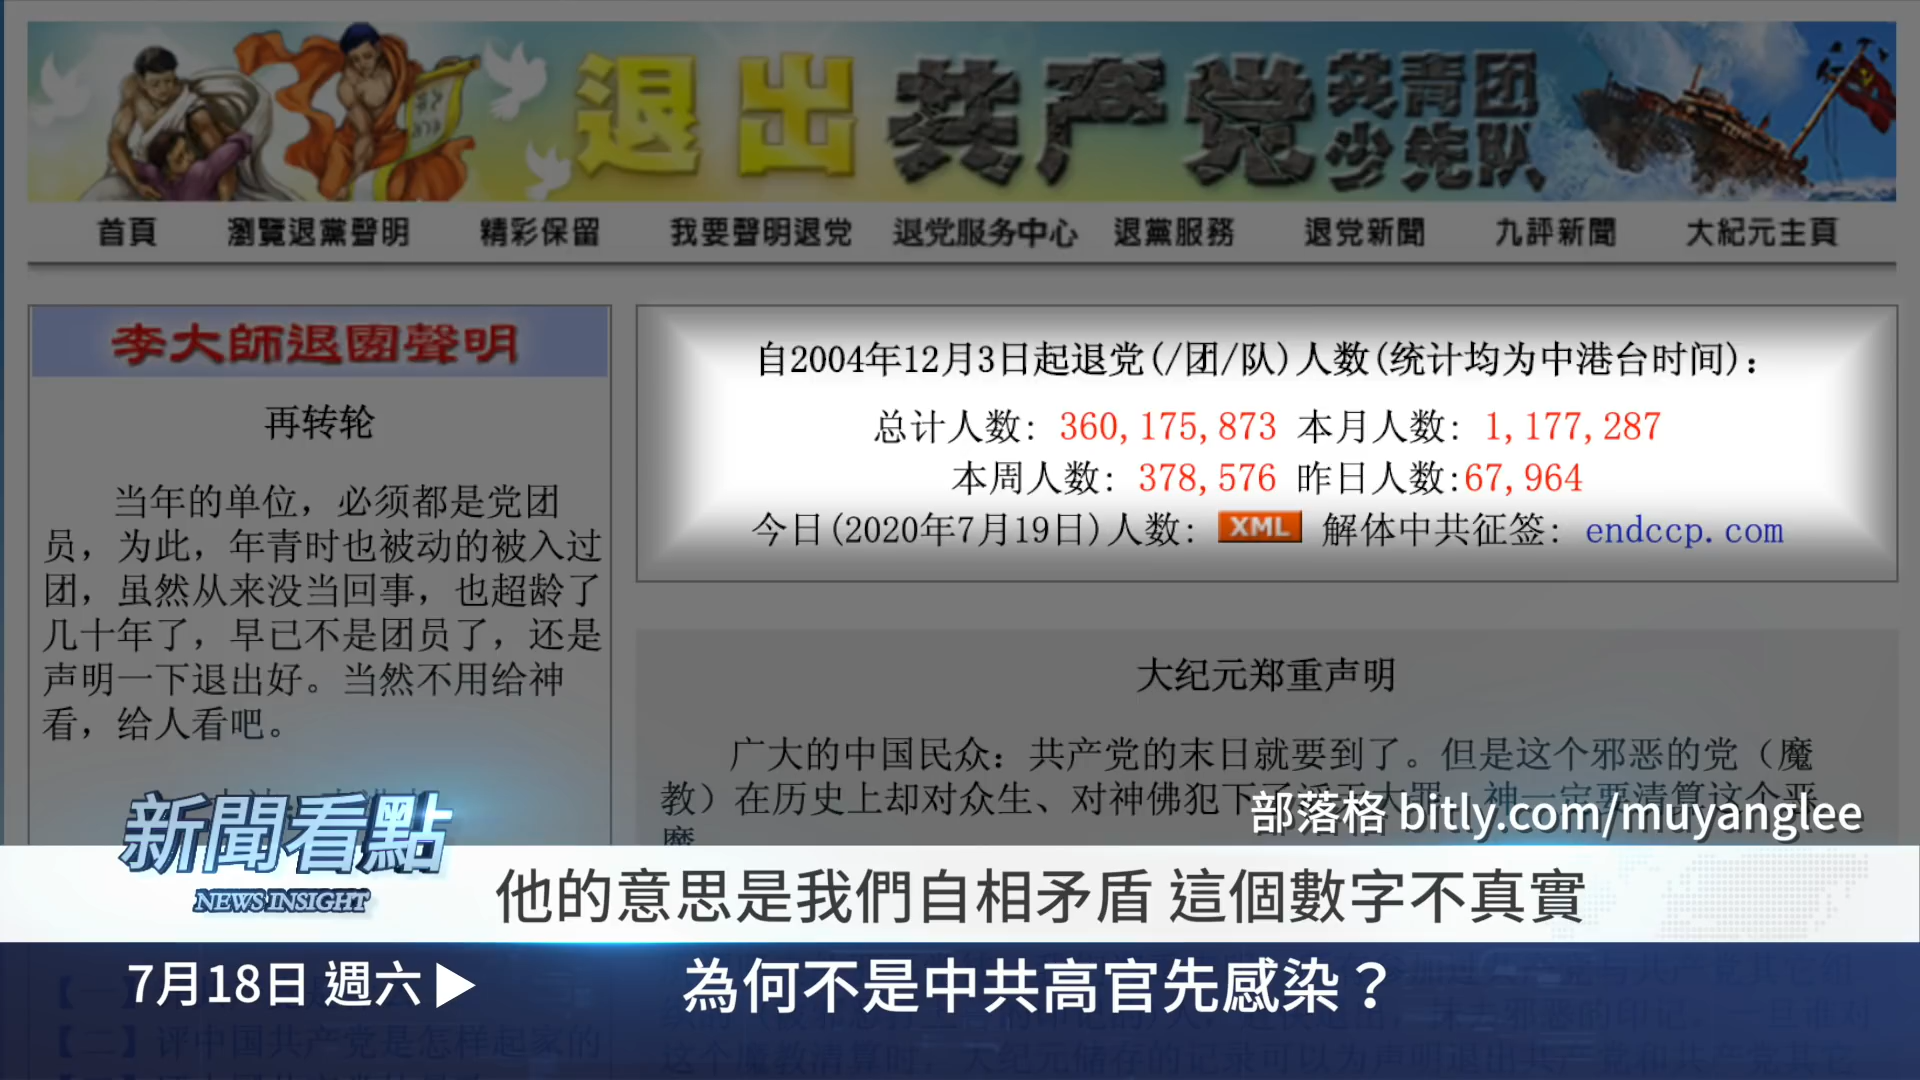 退出共产党共青团少先队
首頁 瀏覽退黨聲明 精彩保留 我要聲明退党 退党服务中心 退黨服務 退党新聞 九評新聞 大紀元主頁
李大師退團聲明
再转轮
当年的单位，必须都是党团
员，为此，年青时也被动的被入过
团，虽然从来没当回事，也超龄了
几十年了，早已不是团员了，还是
声明一下退出好。当然不用给神
看，给人看吧。
自2004年12月3日起退党(/团/队)人数(统计均为中港台时间)：
总计人数: 360,175,873 本月人数: 1,177,287
本周人数: 378,576 昨日人数:67,964
今日(2020年7月19日)人数: XML 解体中共征签: endccp.com
大纪元郑重声明
广大的中国民众：共产党的末日就要到了。但是这个邪恶的党（魔
教）在历史上却对众生、对神佛犯下了
部落格 bitly.com/muyanglee
新聞看點
NEWS INSIGHT
他的意思是我們自相矛盾 這個數字不真實
7月18日 週六 為何不是中共高官先感染？
【二】评中国共产党是怎样起家的